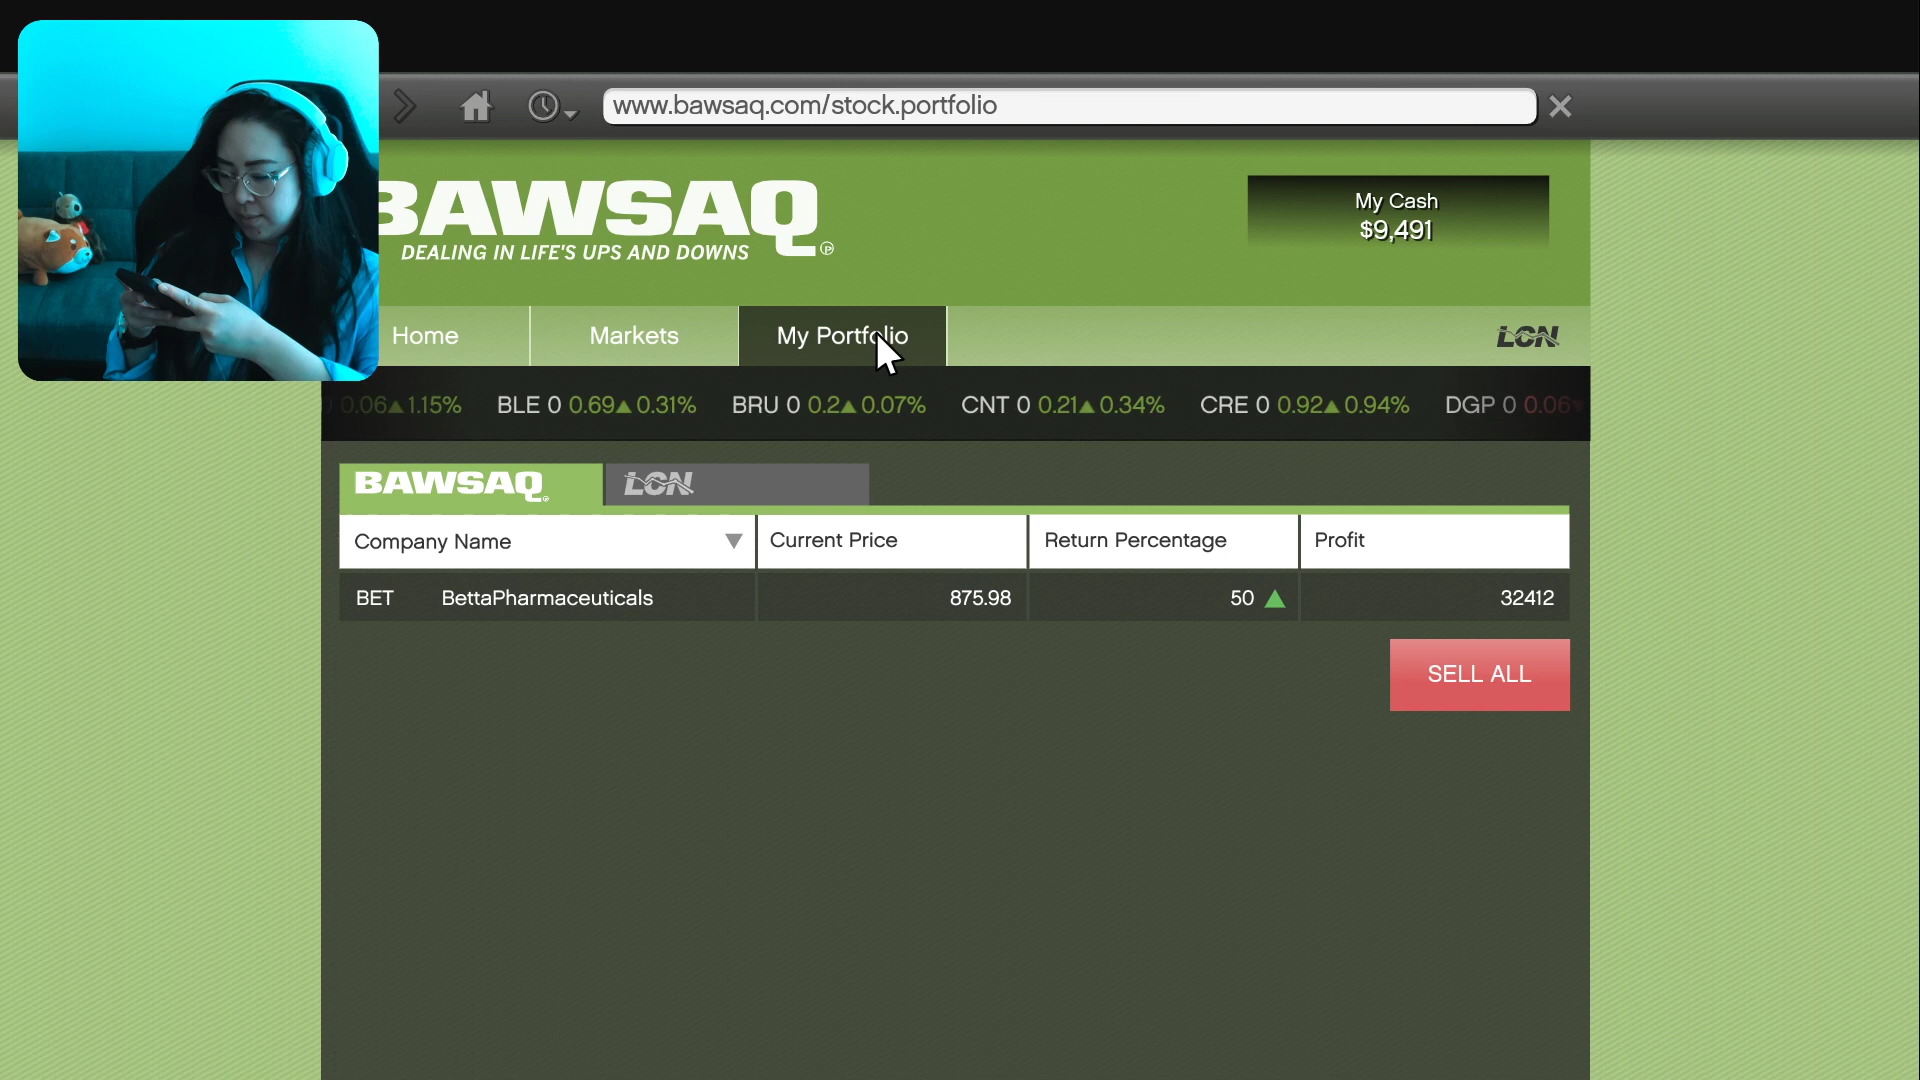 www.bawsaq.com/stock.portfolio
BAWSAQ
DEALING IN LIFE'S UPS AND DOWNS
My Cash
$9,491
Home
Markets
My Portfolio
LCN
0.06▲1.15% BLE 0 0.69▲0.31% BRU 0 0.2▲0.07% CNT 0 0.21▲0.34% CRE 0 0.92▲0.94% DGP 0 0.06
BAWSAQ
LCN
Company Name
Current Price
Return Percentage
Profit
BET BettaPharmaceuticals 875.98 50 ▲ 32412
SELL ALL